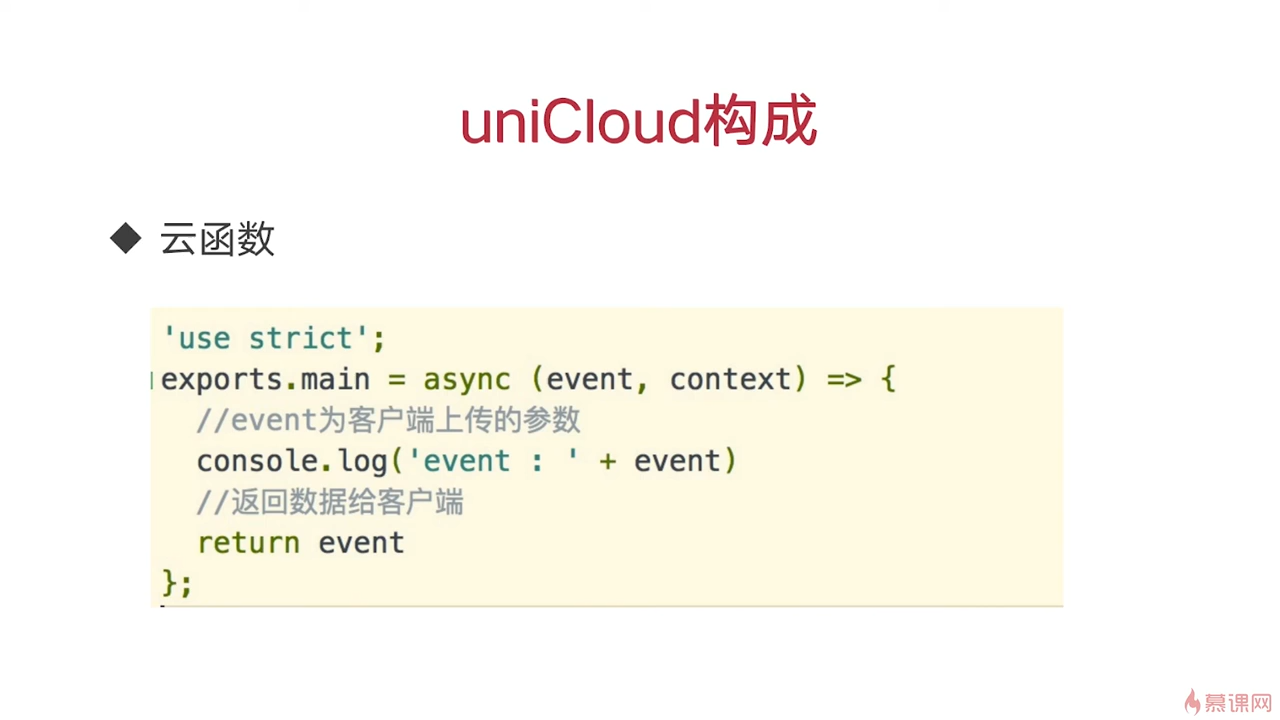 uniCloud构成
◆ 云函数
'use strict';
exports.main = async (event, context) => {
  //event为客户端上传的参数
  console.log('event : ' + event)
  //返回数据给客户端
  return event
};
慕课网